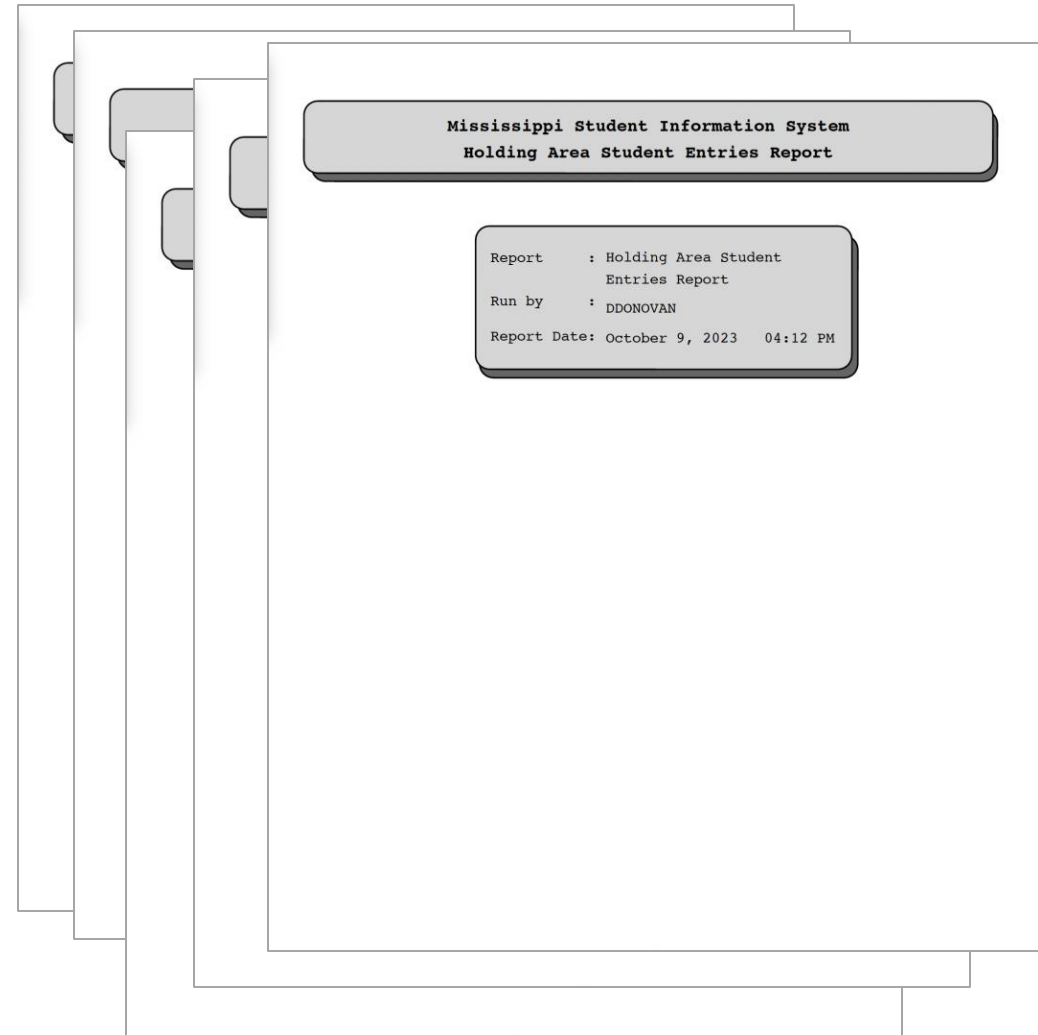 Mississippi Student Information System
Holding Area Student Entries Report
Report : Holding Area Student
Entries Report
Run by : DDONOVAN
Report Date: October 9, 2023 04:12 PM